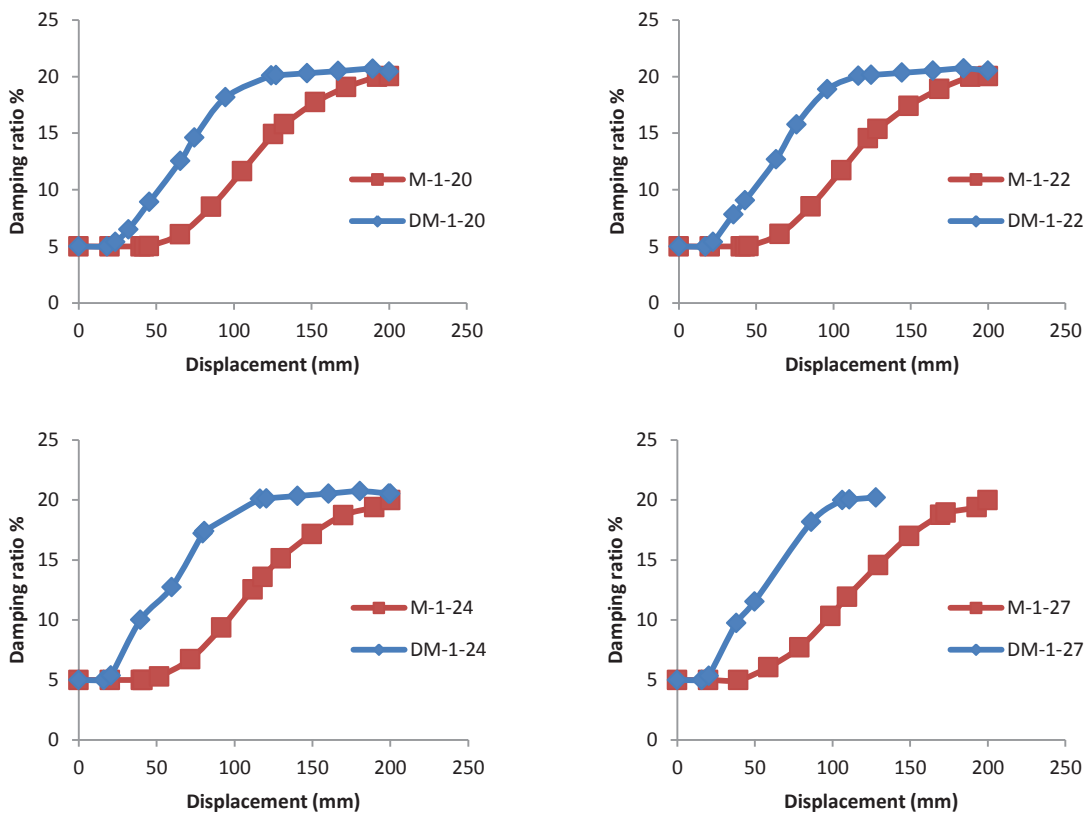 25
20
15
10
5
0
Damping ratio %
0 50 100 150 200 250
Displacement (mm)
M-1-20
DM-1-20
25
20
15
10
5
0
Damping ratio %
0 50 100 150 200 250
Displacement (mm)
M-1-22
DM-1-22
25
20
15
10
5
0
Damping ratio %
0 50 100 150 200 250
Displacement (mm)
M-1-24
DM-1-24
25
20
15
10
5
0
Damping ratio %
0 50 100 150 200 250
Displacement (mm)
M-1-27
DM-1-27